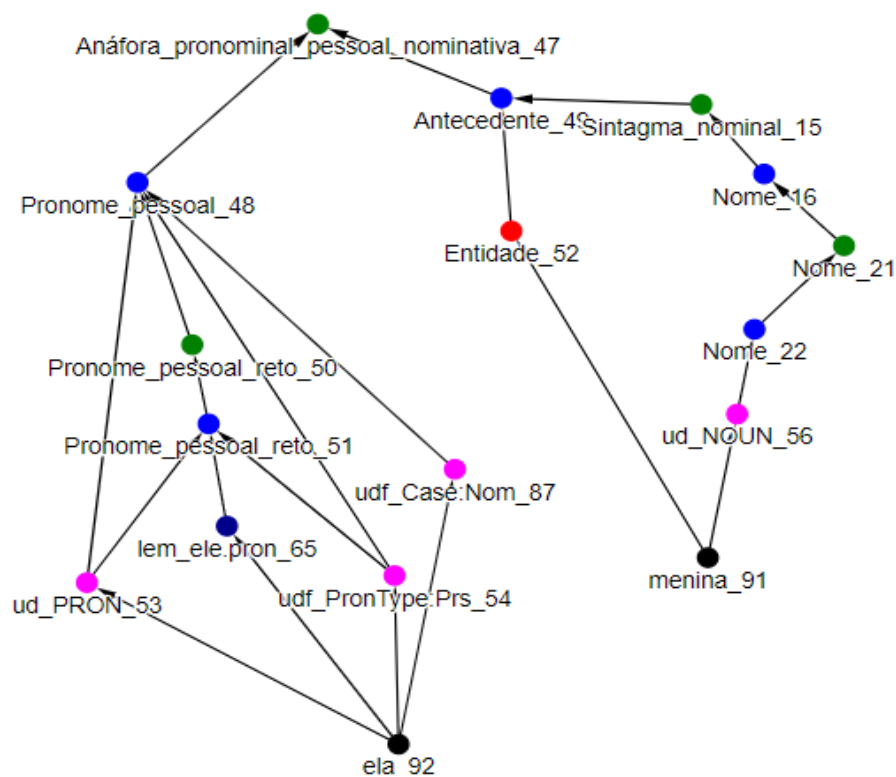 Anáfora_pronominal_pessoal_nominativa_47
Antecedente_49
Sintagma_nominal_15
Pronome_pessoal_48
Nome_16
Entidade_52
Nome_21
Nome_22
Pronome_pessoal_reto_50
Pronome_pessoal_reto_51
ud_NOUN_56
udf_Case:Nom_87
lem_ele.pron_65
menina_91
ud_PRON_53
udf_PronType:Prs_54
ela_92